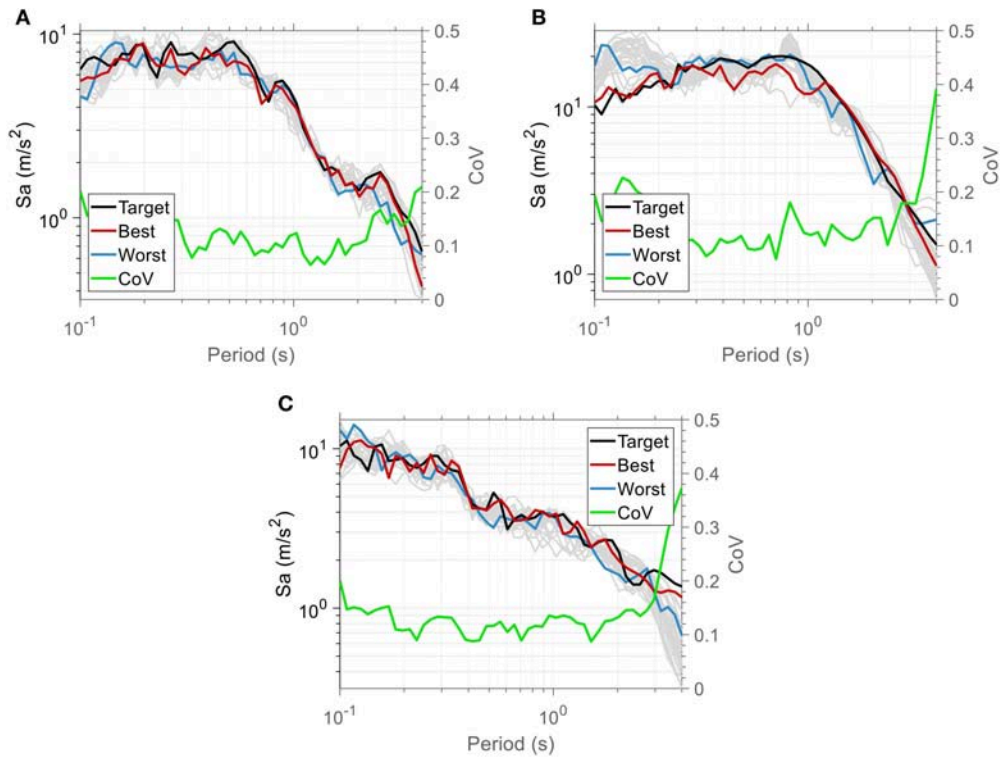 A
10^1
10^0
Sa (m/s^2)
0.5
0.4
0.3
0.2
0.1
0
CoV
Target
Best
Worst
CoV
10^-1
10^0
Period (s)
B
10^1
10^0
Sa (m/s^2)
0.5
0.4
0.3
0.2
0.1
0
CoV
Target
Best
Worst
CoV
10^-1
10^0
Period (s)
C
10^1
10^0
Sa (m/s^2)
Target
Best
Worst
CoV
0.5
0.4
0.3
0.2
0.1
0
CoV
10^-1
10^0
Period (s)